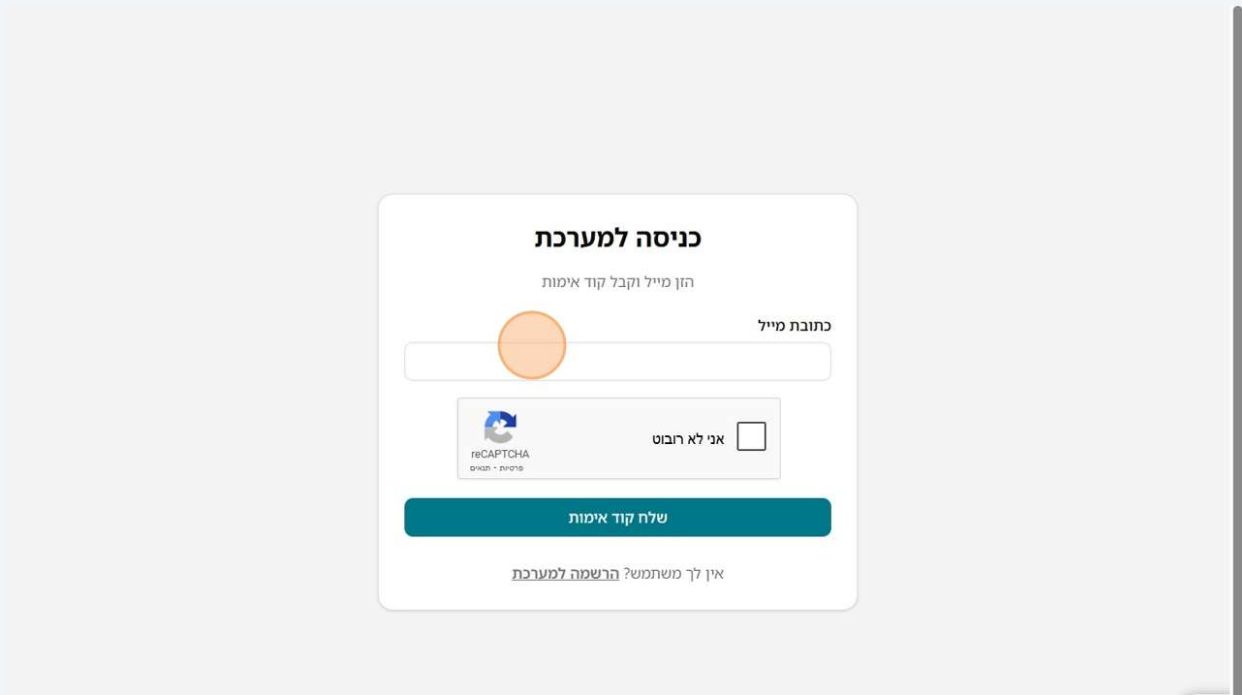 כניסה למערכת
הזן מייל וקבל קוד אימות
כתובת מייל
אני לא רובוט
reCAPTCHA
פרטיות - תנאים
שלח קוד אימות
אין לך משתמש? הרשמה למערכת